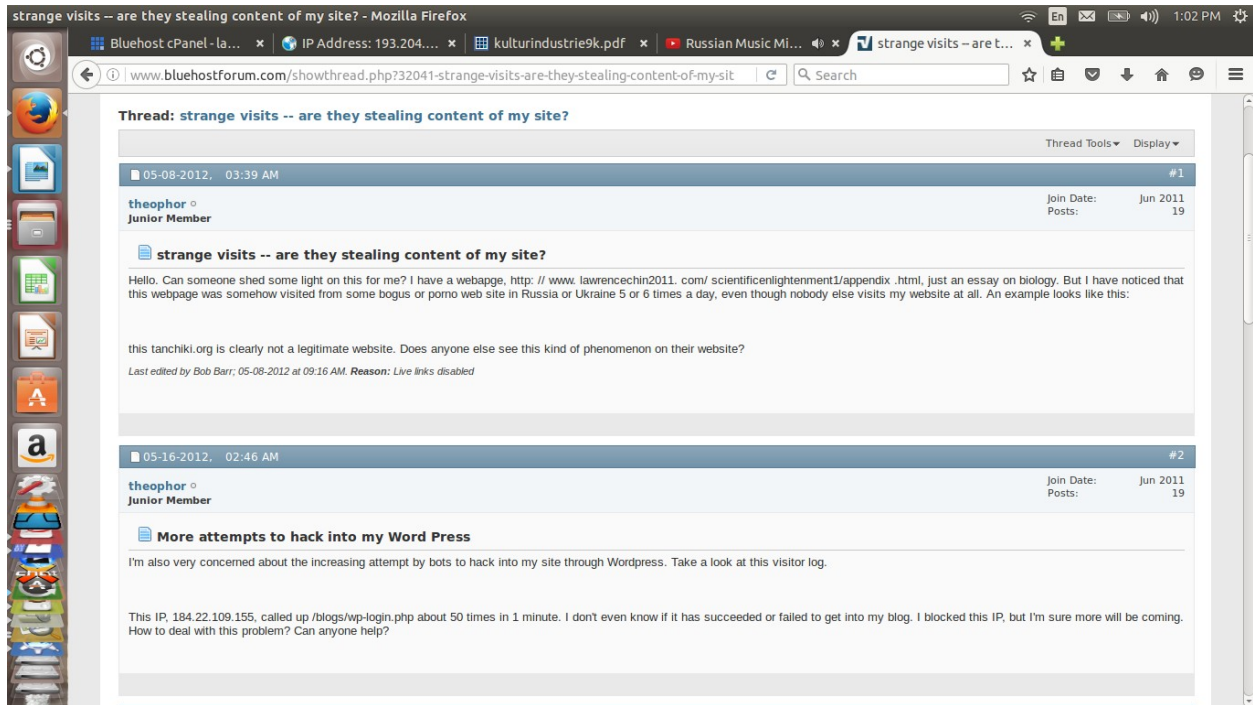 strange visits -- are they stealing content of my site? - Mozilla Firefox
En
1:02 PM
Bluehost cPanel - la...
IP Address: 193.204....
kulturindustrie9k.pdf
Russian Music Mi...
strange visits -- are t...
www.bluehostforum.com/showthread.php?32041-strange-visits-are-they-stealing-content-of-my-sit
Search
Thread: strange visits -- are they stealing content of my site?
Thread Tools
Display
05-08-2012, 03:39 AM
#1
theophor
Junior Member
Join Date: Jun 2011
Posts: 19
strange visits -- are they stealing content of my site?
Hello. Can someone shed some light on this for me? I have a webapge, http: // www. lawrencechin2011. com/ scientificenlightenment1/appendix .html, just an essay on biology. But I have noticed that
this webpage was somehow visited from some bogus or porno web site in Russia or Ukraine 5 or 6 times a day, even though nobody else visits my website at all. An example looks like this:
this tanchiki.org is clearly not a legitimate website. Does anyone else see this kind of phenomenon on their website?
Last edited by Bob Barr; 05-08-2012 at 09:16 AM. Reason: Live links disabled
05-16-2012, 02:46 AM
#2
theophor
Junior Member
Join Date: Jun 2011
Posts: 19
More attempts to hack into my Word Press
I'm also very concerned about the increasing attempt by bots to hack into my site through Wordpress. Take a look at this visitor log.
This IP, 184.22.109.155, called up /blogs/wp-login.php about 50 times in 1 minute. I don't even know if it has succeeded or failed to get into my blog. I blocked this IP, but I'm sure more will be coming.
How to deal with this problem? Can anyone help?